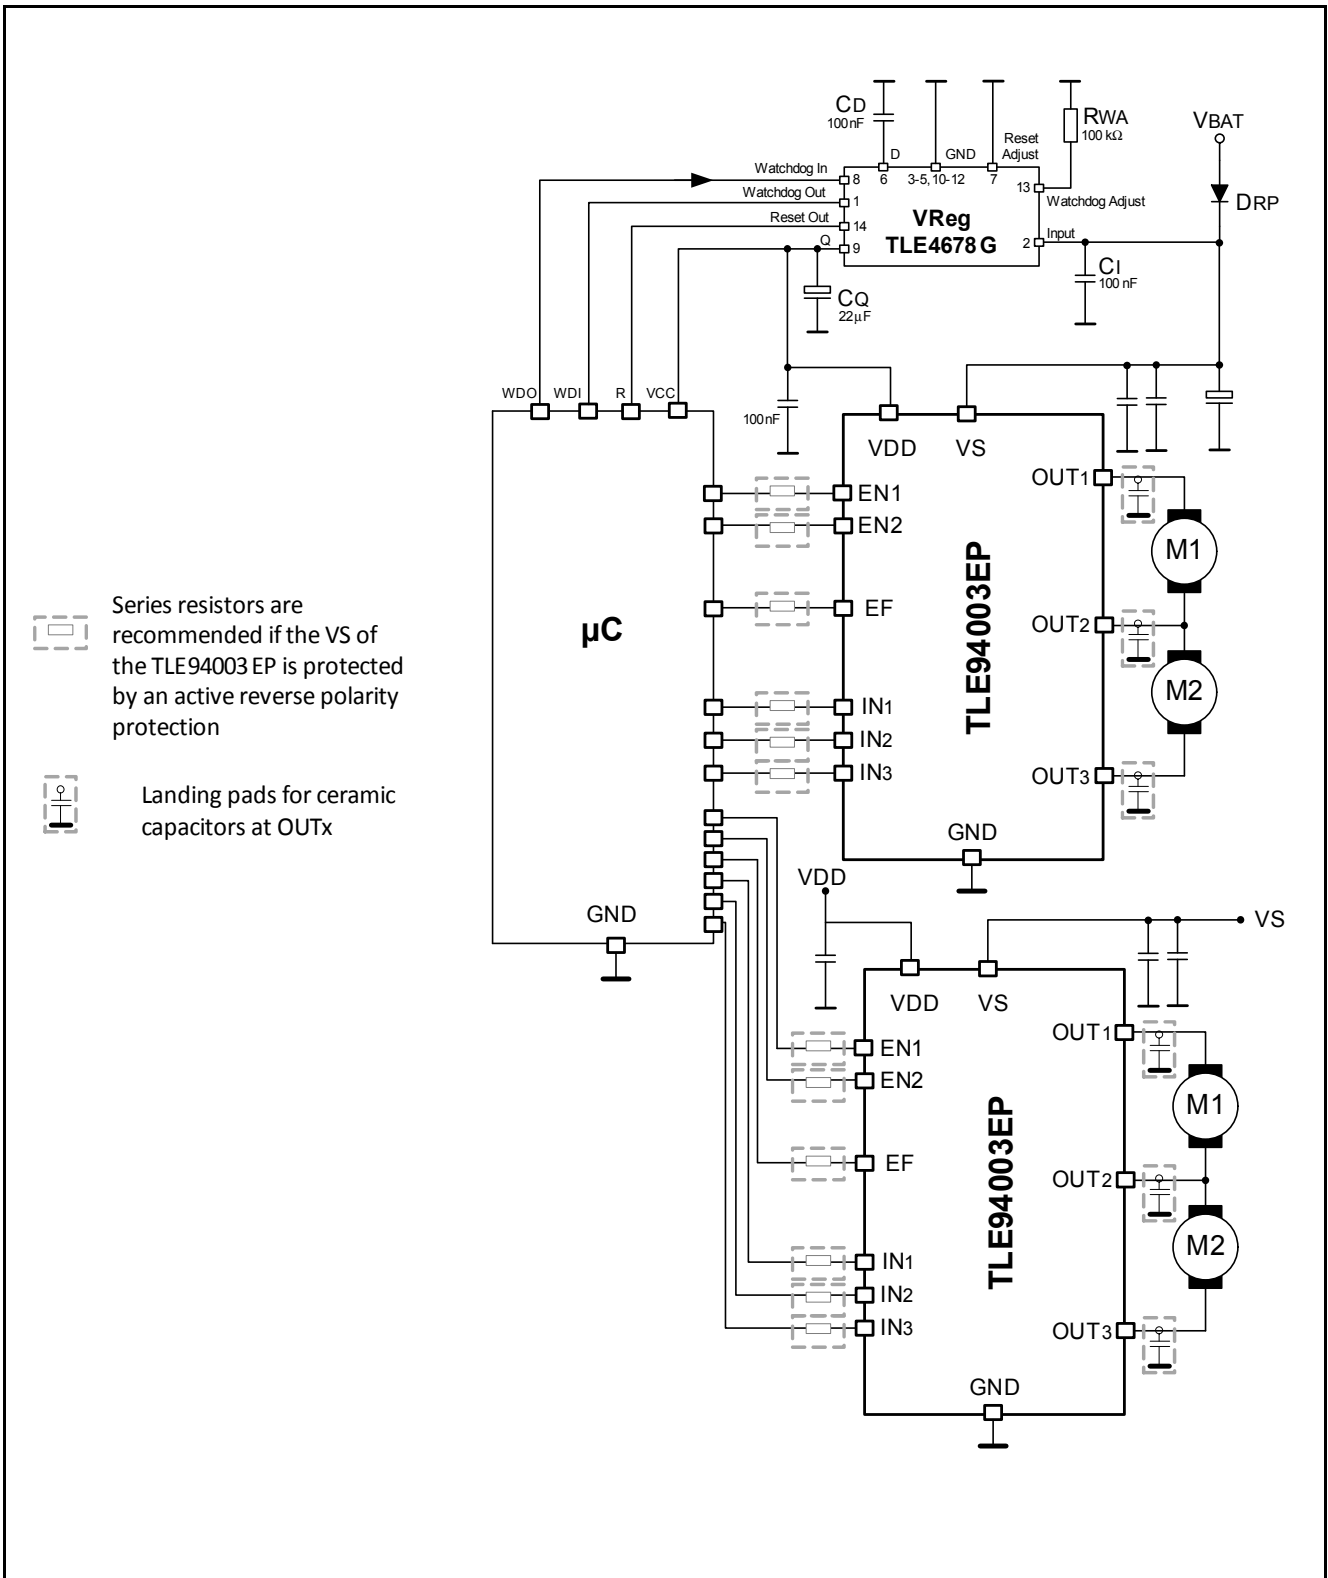 CD
100nF
RWA
100 kΩ
VBAT
DRP
D
GND
Reset
Adjust
Watchdog In
8
6
3-5, 10-12
7
13
Watchdog Adjust
Watchdog Out
1
Reset Out
14
VReg
TLE4678 G
Q
9
2
Input
CI
100 nF
CQ
22µF
WDO
WDI
R
VCC
100nF
VDD
VS
OUT1
EN1
EN2
M1
TLE94003EP
Series resistors are
recommended if the VS of
the TLE94003 EP is protected
by an active reverse polarity
protection
µC
EF
OUT2
M2
IN1
IN2
IN3
OUT3
Landing pads for ceramic
capacitors at OUTx
GND
GND
VDD
VS
VDD
VS
OUT1
EN1
EN2
M1
TLE94003EP
EF
OUT2
M2
IN1
IN2
IN3
OUT3
GND